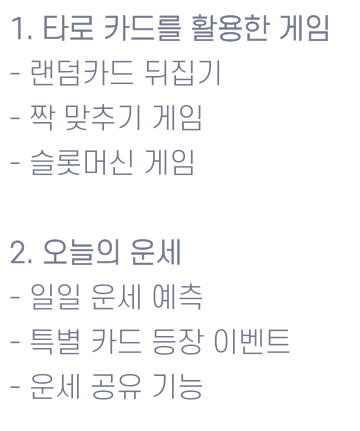 1. 타로 카드를 활용한 게임
- 랜덤카드 뒤집기
- 짝 맞추기 게임
- 슬롯머신 게임
2. 오늘의 운세
- 일일 운세 예측
- 특별 카드 등장 이벤트
- 운세 공유 기능